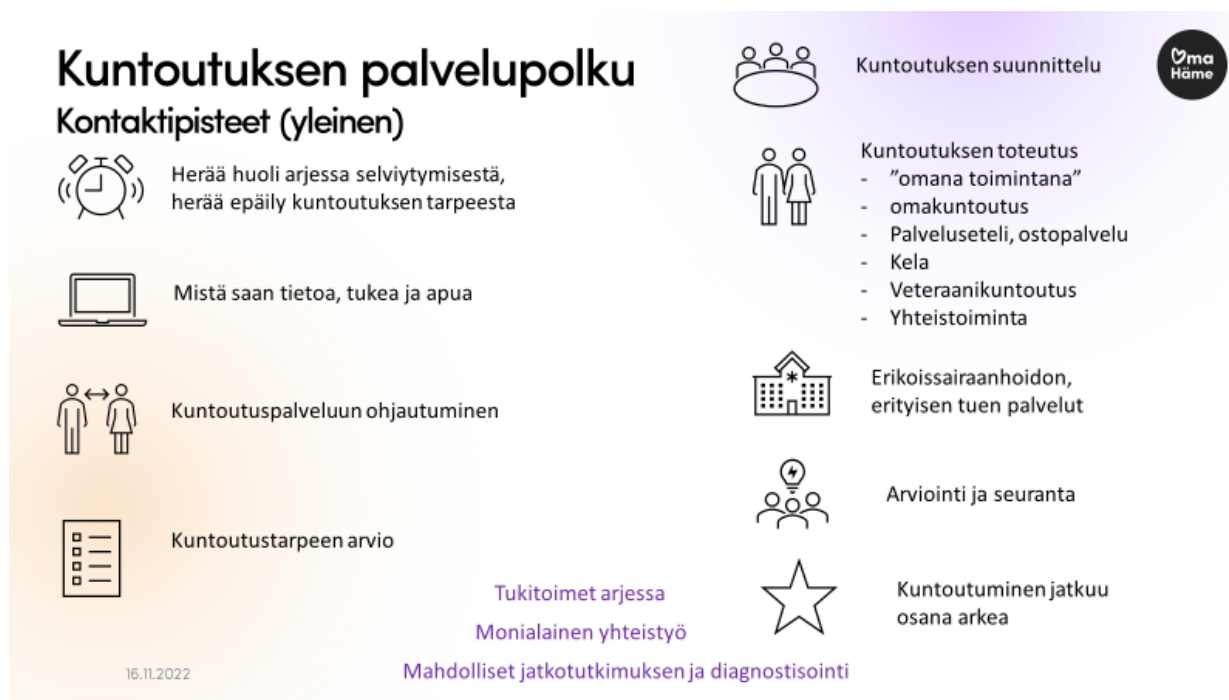 Kuntoutuksen palvelupolku
Kontaktipisteet (yleinen)
Herää huoli arjessa selviytymisestä,
herää epäily kuntoutuksen tarpeesta
Mistä saan tietoa, tukea ja apua
Kuntoutuspalveluun ohjautuminen
Kuntoutustarpeen arvio
Kuntoutuksen suunnittelu
Oma
Häme
Kuntoutuksen toteutus
- ”omana toimintana”
- omakuntoutus
- Palveluseteli, ostopalvelu
- Kela
- Veteraanikuntoutus
- Yhteistoiminta
Erikoissairaanhoidon,
erityisen tuen palvelut
Arviointi ja seuranta
Kuntoutuminen jatkuu
osana arkea
Tukitoimet arjessa
Monialainen yhteistyö
Mahdolliset jatkotutkimuksen ja diagnostisointi
16.11.2022